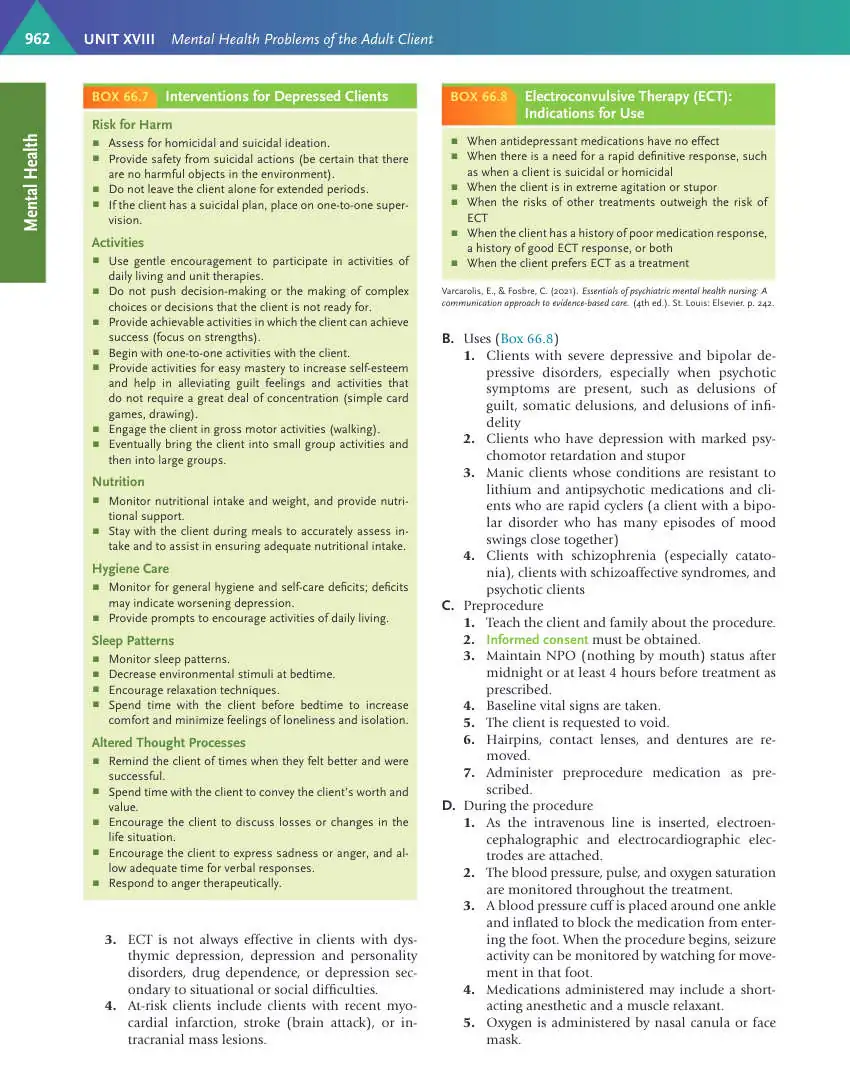 962
UNIT XVIII Mental Health Problems of the Adult Client
Mental Health
BOX 66.7 Interventions for Depressed Clients
Risk for Harm
■ Assess for homicidal and suicidal ideation.
■ Provide safety from suicidal actions (be certain that there
are no harmful objects in the environment).
■ Do not leave the client alone for extended periods.
■ If the client has a suicidal plan, place on one-to-one super-
vision.
Activities
■ Use gentle encouragement to participate in activities of
daily living and unit therapies.
■ Do not push decision-making or the making of complex
choices or decisions that the client is not ready for.
■ Provide achievable activities in which the client can achieve
success (focus on strengths).
■ Begin with one-to-one activities with the client.
■ Provide activities for easy mastery to increase self-esteem
and help in alleviating guilt feelings and activities that
do not require a great deal of concentration (simple card
games, drawing).
■ Engage the client in gross motor activities (walking).
■ Eventually bring the client into small group activities and
then into large groups.
Nutrition
■ Monitor nutritional intake and weight, and provide nutri-
tional support.
■ Stay with the client during meals to accurately assess in-
take and to assist in ensuring adequate nutritional intake.
Hygiene Care
■ Monitor for general hygiene and self-care deficits; deficits
may indicate worsening depression.
■ Provide prompts to encourage activities of daily living.
Sleep Patterns
■ Monitor sleep patterns.
■ Decrease environmental stimuli at bedtime.
■ Encourage relaxation techniques.
■ Spend time with the client before bedtime to increase
comfort and minimize feelings of loneliness and isolation.
Altered Thought Processes
■ Remind the client of times when they felt better and were
successful.
■ Spend time with the client to convey the client's worth and
value.
■ Encourage the client to discuss losses or changes in the
life situation.
■ Encourage the client to express sadness or anger, and al-
low adequate time for verbal responses.
■ Respond to anger therapeutically.
3. ECT is not always effective in clients with dys-
thymic depression, depression and personality
disorders, drug dependence, or depression sec-
ondary to situational or social difficulties.
4. At-risk clients include clients with recent myo-
cardial infarction, stroke (brain attack), or in-
tracranial mass lesions.
BOX 66.8 Electroconvulsive Therapy (ECT):
Indications for Use
■ When antidepressant medications have no effect
■ When there is a need for a rapid definitive response, such
as when a client is suicidal or homicidal
■ When the client is in extreme agitation or stupor
■ When the risks of other treatments outweigh the risk of
ECT
■ When the client has a history of poor medication response,
a history of good ECT response, or both
■ When the client prefers ECT as a treatment
Varcarolis, E., & Fosbre, C. (2021). Essentials of psychiatric mental health nursing: A
communication approach to evidence-based care. (4th ed.). St. Louis: Elsevier. p. 242.
B. Uses (Box 66.8)
1. Clients with severe depressive and bipolar de-
pressive disorders, especially when psychotic
symptoms are present, such as delusions of
guilt, somatic delusions, and delusions of infi-
delity
2. Clients who have depression with marked psy-
chomotor retardation and stupor
3. Manic clients whose conditions are resistant to
lithium and antipsychotic medications and cli-
ents who are rapid cyclers (a client with a bipo-
lar disorder who has many episodes of mood
swings close together)
4. Clients with schizophrenia (especially catato-
nia), clients with schizoaffective syndromes, and
psychotic clients
C. Preprocedure
1. Teach the client and family about the procedure.
2. Informed consent must be obtained.
3. Maintain NPO (nothing by mouth) status after
midnight or at least 4 hours before treatment as
prescribed.
4. Baseline vital signs are taken.
5. The client is requested to void.
6. Hairpins, contact lenses, and dentures are re-
moved.
7. Administer preprocedure medication as pre-
scribed.
D. During the procedure
1. As the intravenous line is inserted, electroen-
cephalographic and electrocardiographic elec-
trodes are attached.
2. The blood pressure, pulse, and oxygen saturation
are monitored throughout the treatment.
3. A blood pressure cuff is placed around one ankle
and inflated to block the medication from enter-
ing the foot. When the procedure begins, seizure
activity can be monitored by watching for move-
ment in that foot.
4. Medications administered may include a short-
acting anesthetic and a muscle relaxant.
5. Oxygen is administered by nasal canula or face
mask.